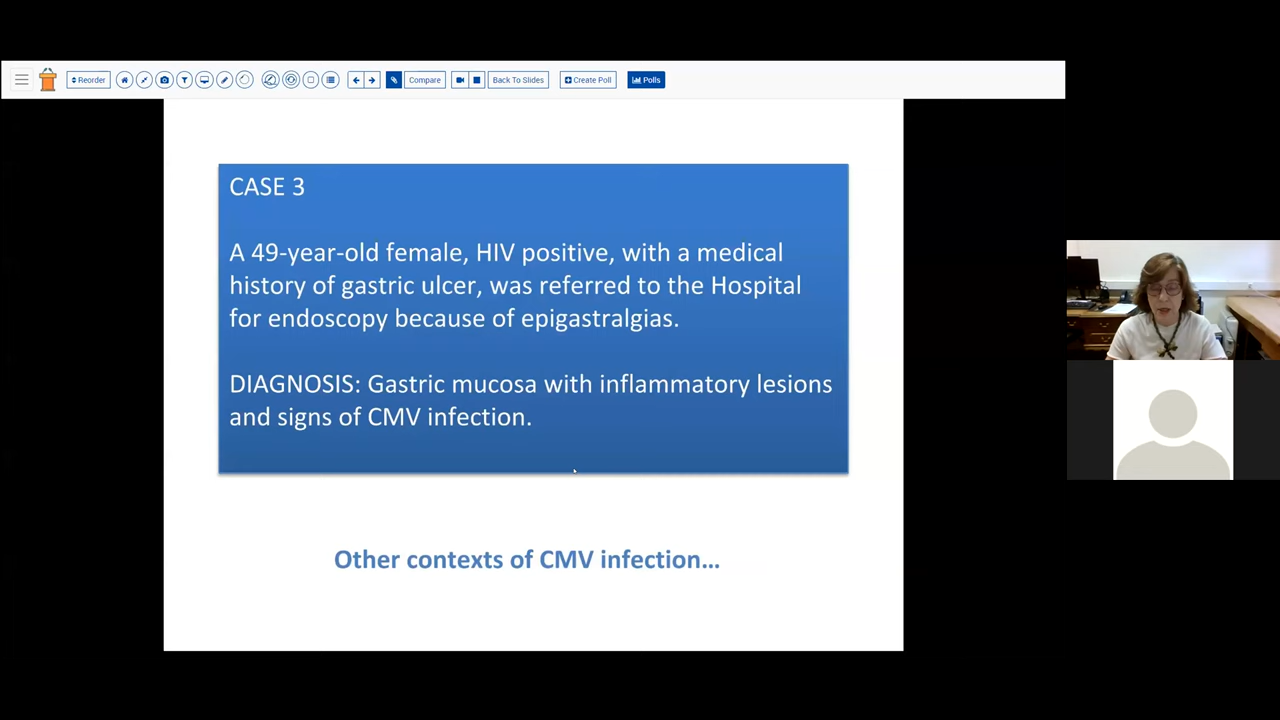 Reorder
Compare
Back To Slides
Create Poll
Polls
CASE 3
A 49-year-old female, HIV positive, with a medical
history of gastric ulcer, was referred to the Hospital
for endoscopy because of epigastralgias.
DIAGNOSIS: Gastric mucosa with inflammatory lesions
and signs of CMV infection.
Other contexts of CMV infection...